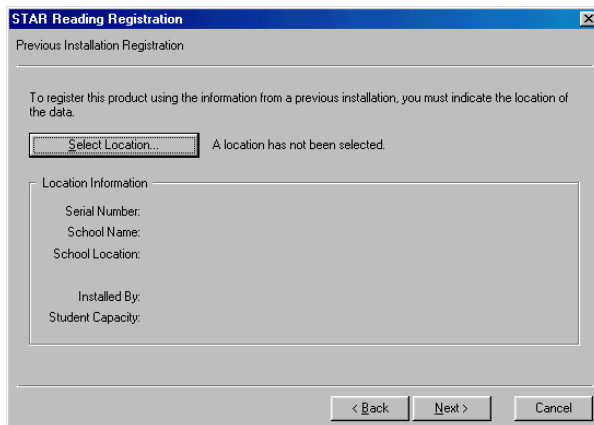 STAR Reading Registration
Previous Installation Registration
To register this product using the information from a previous installation, you must indicate the location of
the data.
Select Location... A location has not been selected.
Location Information
Serial Number:
School Name:
School Location:
Installed By:
Student Capacity:
< Back Next > Cancel